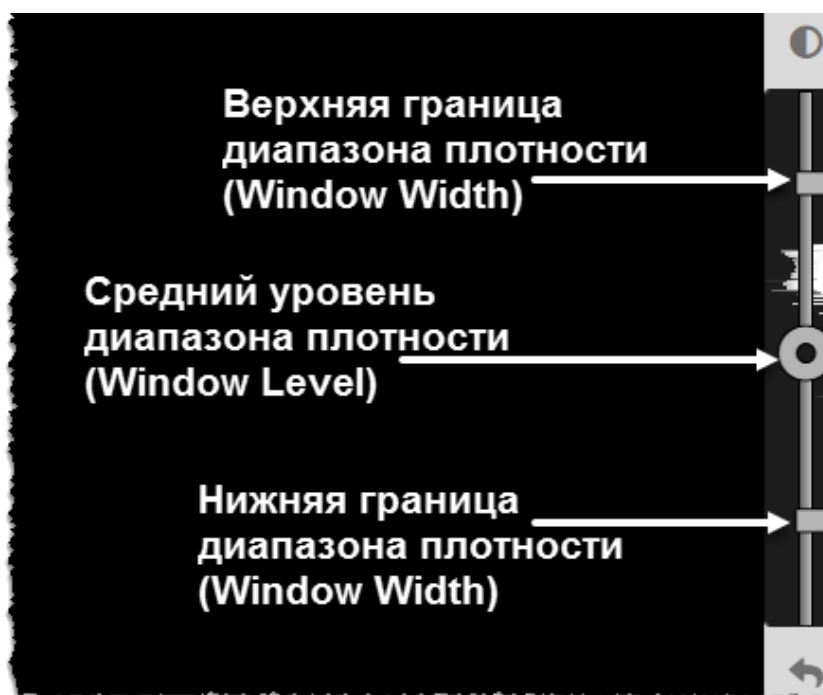 Верхняя граница
диапазона плотности
(Window Width)
Средний уровень
диапазона плотности
(Window Level)
Нижняя граница
диапазона плотности
(Window Width)